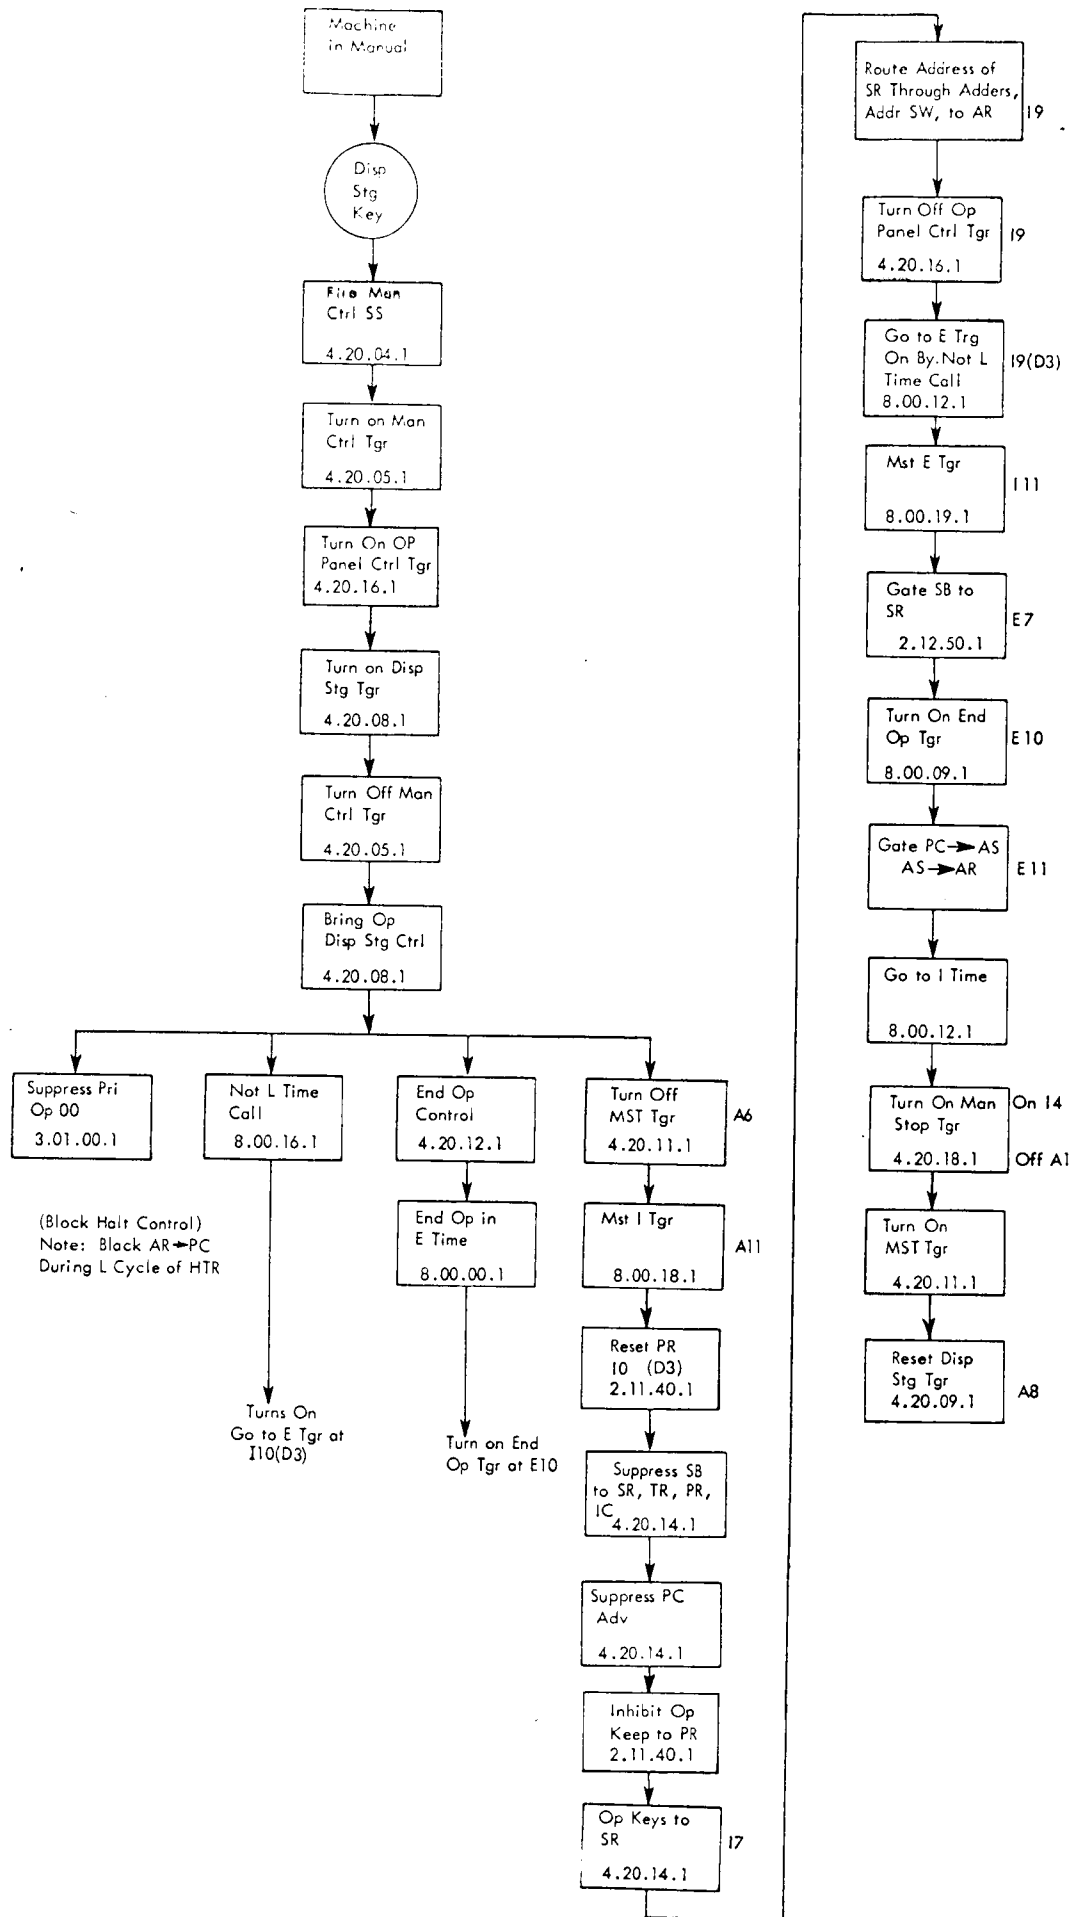 Machine
in Manual
Disp
Stg
Key
Fire Man
Ctrl SS
4.20.04.1
Turn on Man
Ctrl Tgr
4.20.05.1
Turn On OP
Panel Ctrl Tgr
4.20.16.1
Turn on Disp
Stg Tgr
4.20.08.1
Turn Off Man
Ctrl Tgr
4.20.05.1
Bring Op
Disp Stg Ctrl
4.20.08.1
Suppress Pri
Op 00
3.01.00.1
(Block Halt Control)
Note: Block AR→PC
During L Cycle of HTR
Not L Time
Call
8.00.16.1
Turns On
Go to E Tgr at
I10(D3)
End Op
Control
4.20.12.1
End Op in
E Time
8.00.00.1
Turn on End
Op Tgr at E10
Turn Off
MST Tgr
4.20.11.1
A6
Mst I Tgr
8.00.18.1
A11
Reset PR
I0 (D3)
2.11.40.1
Suppress SB
to SR, TR, PR,
IC
4.20.14.1
Suppress PC
Adv
4.20.14.1
Inhibit Op
Keep to PR
2.11.40.1
Op Keys to
SR
4.20.14.1
I7
Route Address of
SR Through Adders,
Addr SW, to AR
I9
Turn Off Op
Panel Ctrl Tgr
4.20.16.1
I9
Go to E Trg
On By.Not L
Time Call
8.00.12.1
I9(D3)
Mst E Tgr
8.00.19.1
I11
Gate SB to
SR
2.12.50.1
E7
Turn On End
Op Tgr
8.00.09.1
E10
Gate PC→AS
AS→AR
E11
Go to I Time
8.00.12.1
Turn On Man
Stop Tgr
4.20.18.1
On I4
Off A1
Turn On
MST Tgr
4.20.11.1
Reset Disp
Stg Tgr
4.20.09.1
A8